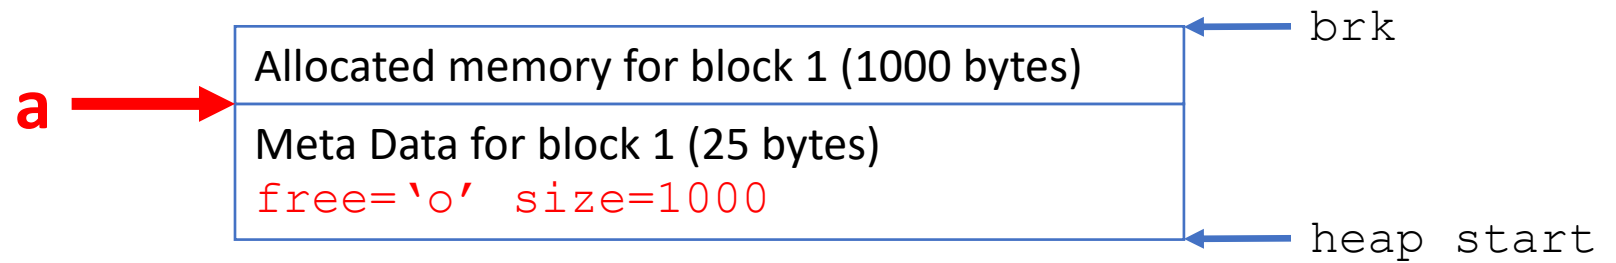 brk
Allocated memory for block 1 (1000 bytes)
a
Meta Data for block 1 (25 bytes)
free=‘o’ size=1000
heap start